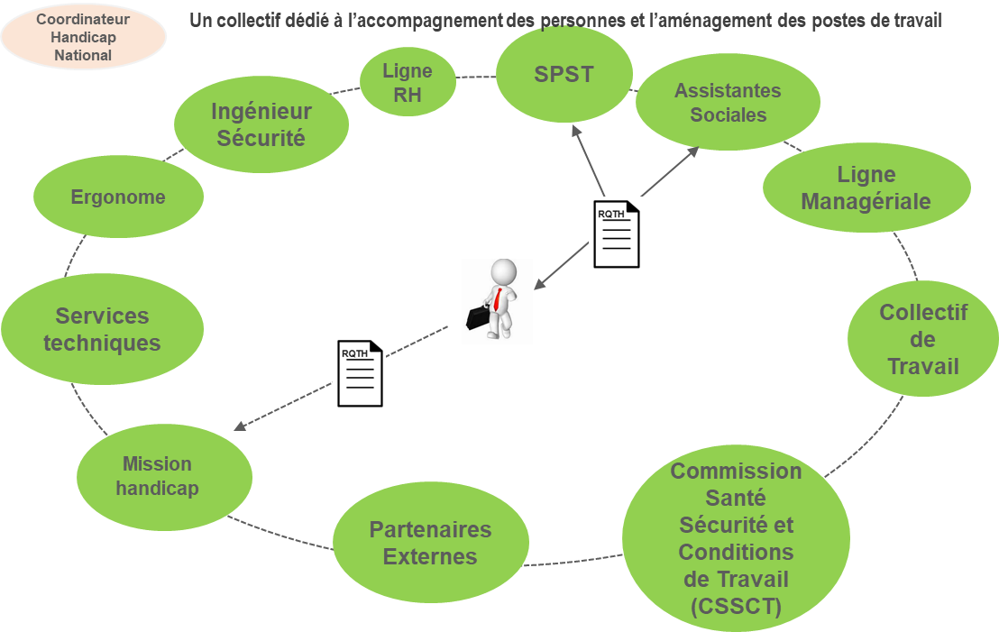 Coordinateur
Handicap
National
Un collectif dédié à l’accompagnement des personnes et l’aménagement des postes de travail
Ligne
RH
SPST
Assistantes
Sociales
Ingénieur
Sécurité
Ergonome
Ligne
Managériale
RQTH
Services
techniques
Collectif
de
Travail
RQTH
Mission
handicap
Partenaires
Externes
Commission
Santé
Sécurité et
Conditions
de Travail
(CSSCT)